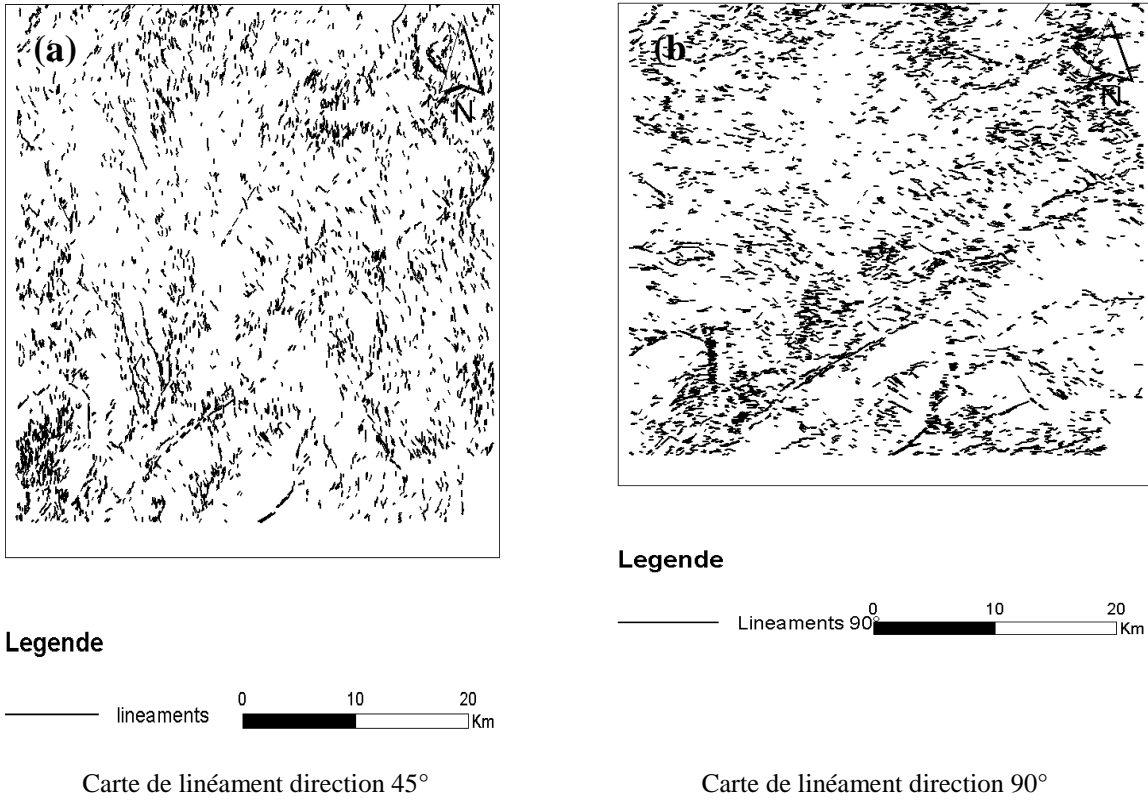 (a)
N
Legende
lineaments
0 10 20
Km
Carte de linéament direction 45°
(b
N
Legende
Lineaments 90°
0 10 20
Km
Carte de linéament direction 90°